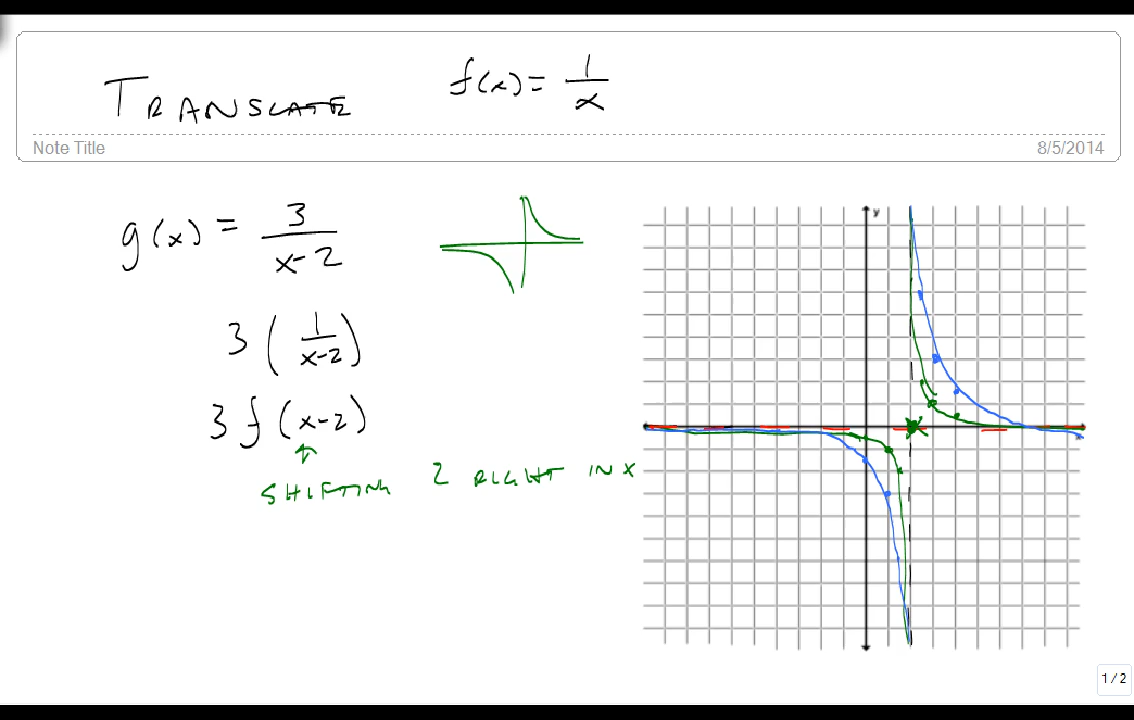 TRANSLATE f(x) = 1/x
Note Title 8/5/2014
g(x) = 3/(x-2)
3 (1/(x-2))
3 f (x-2)
SHIFTING 2 RIGHT IN X
y
1 / 2